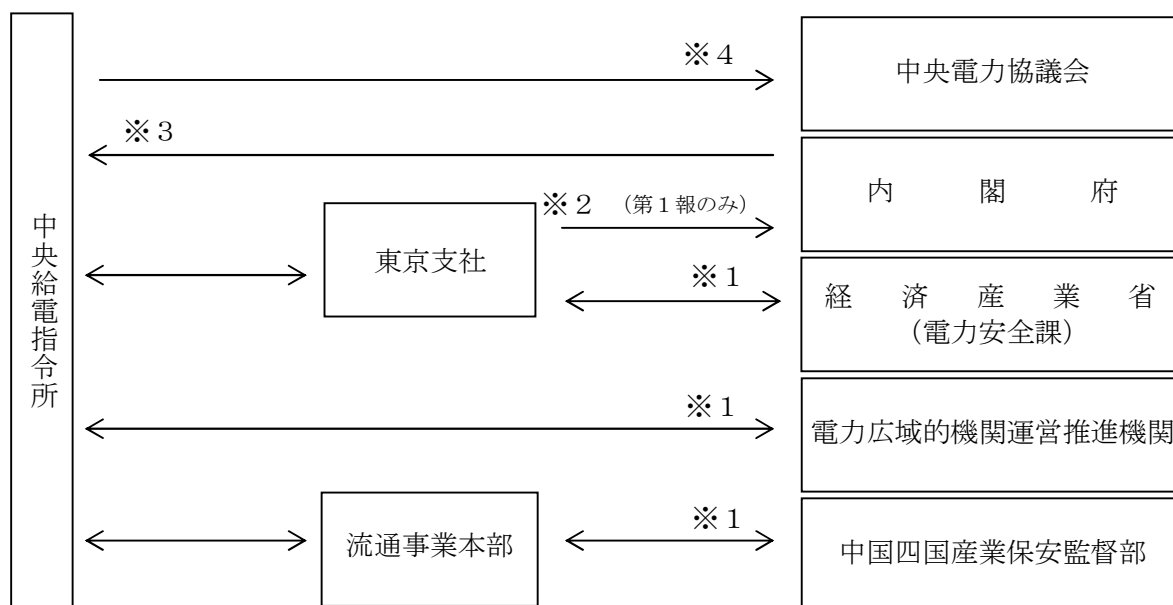 ※4
中央電力協議会
※3
内閣府
※2 (第1報のみ)
東京支社
中央給電指令所
※1
経済産業省
(電力安全課)
※1
電力広域的機関運営推進機関
※1
流通事業本部
中国四国産業保安監督部